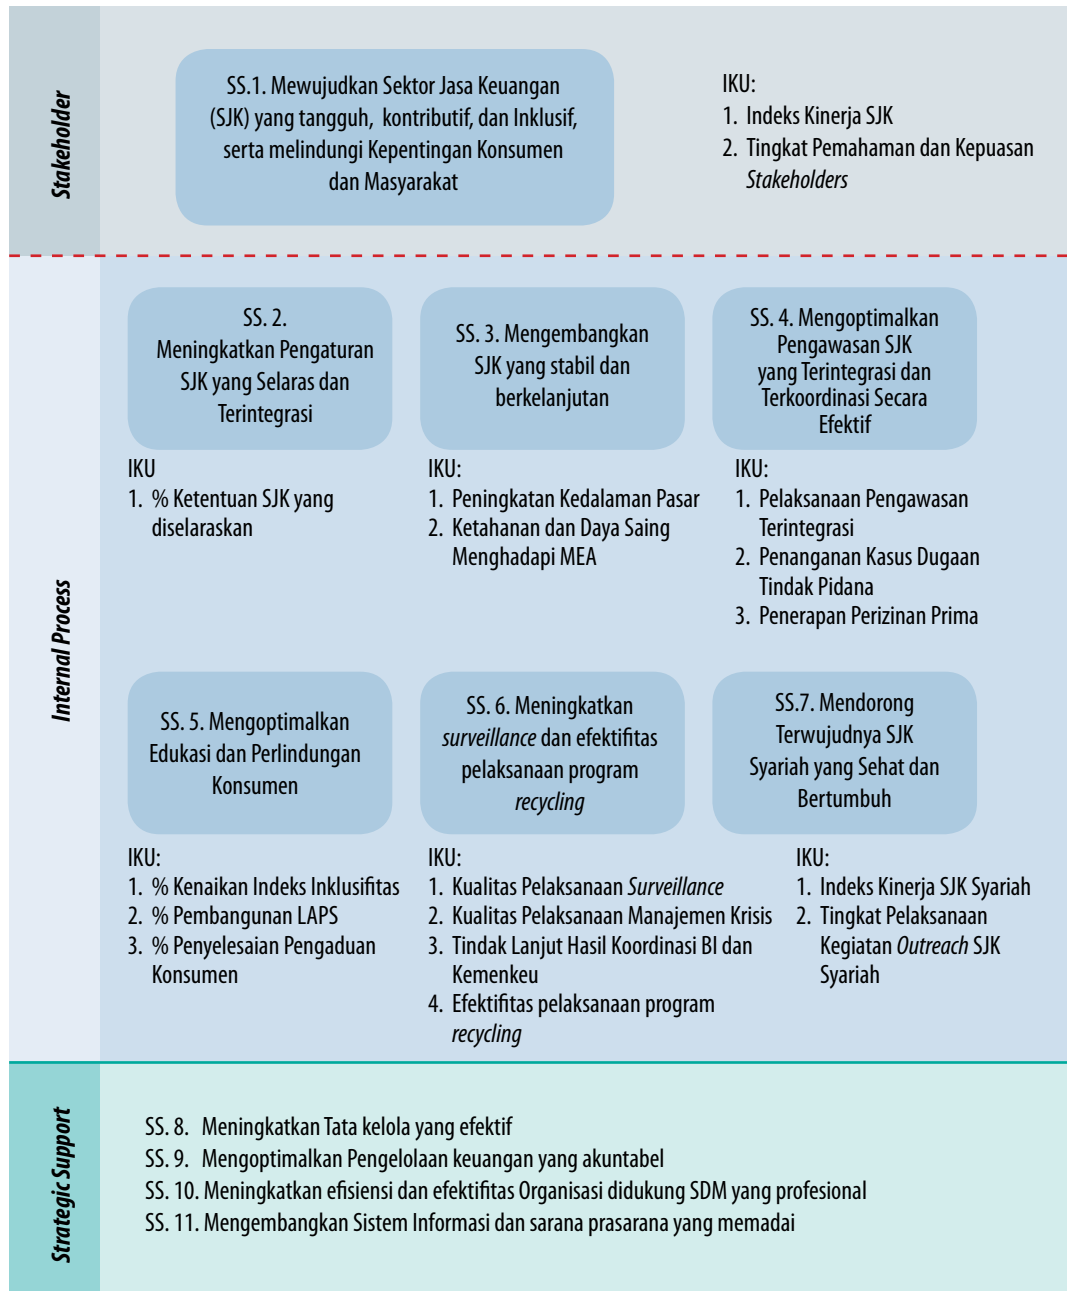 Stakeholder
SS.1. Mewujudkan Sektor Jasa Keuangan
(SJK) yang tangguh, kontributif, dan Inklusif,
serta melindungi Kepentingan Konsumen
dan Masyarakat
IKU:
1. Indeks Kinerja SJK
2. Tingkat Pemahaman dan Kepuasan
Stakeholders
Internal Process
SS. 2.
Meningkatkan Pengaturan
SJK yang Selaras dan
Terintegrasi
IKU
1. % Ketentuan SJK yang
diselaraskan
SS. 3. Mengembangkan
SJK yang stabil dan
berkelanjutan
IKU:
1. Peningkatan Kedalaman Pasar
2. Ketahanan dan Daya Saing
Menghadapi MEA
SS. 4. Mengoptimalkan
Pengawasan SJK
yang Terintegrasi dan
Terkoordinasi Secara
Efektif
IKU:
1. Pelaksanaan Pengawasan
Terintegrasi
2. Penanganan Kasus Dugaan
Tindak Pidana
3. Penerapan Perizinan Prima
SS. 5. Mengoptimalkan
Edukasi dan Perlindungan
Konsumen
IKU:
1. % Kenaikan Indeks Inklusifitas
2. % Pembangunan LAPS
3. % Penyelesaian Pengaduan
Konsumen
SS. 6. Meningkatkan
surveillance dan efektifitas
pelaksanaan program
recycling
IKU:
1. Kualitas Pelaksanaan Surveillance
2. Kualitas Pelaksanaan Manajemen Krisis
3. Tindak Lanjut Hasil Koordinasi BI dan
Kemenkeu
4. Efektifitas pelaksanaan program
recycling
SS.7. Mendorong
Terwujudnya SJK
Syariah yang Sehat dan
Bertumbuh
IKU:
1. Indeks Kinerja SJK Syariah
2. Tingkat Pelaksanaan
Kegiatan Outreach SJK
Syariah
Strategic Support
SS. 8. Meningkatkan Tata kelola yang efektif
SS. 9. Mengoptimalkan Pengelolaan keuangan yang akuntabel
SS. 10. Meningkatkan efisiensi dan efektifitas Organisasi didukung SDM yang profesional
SS. 11. Mengembangkan Sistem Informasi dan sarana prasarana yang memadai